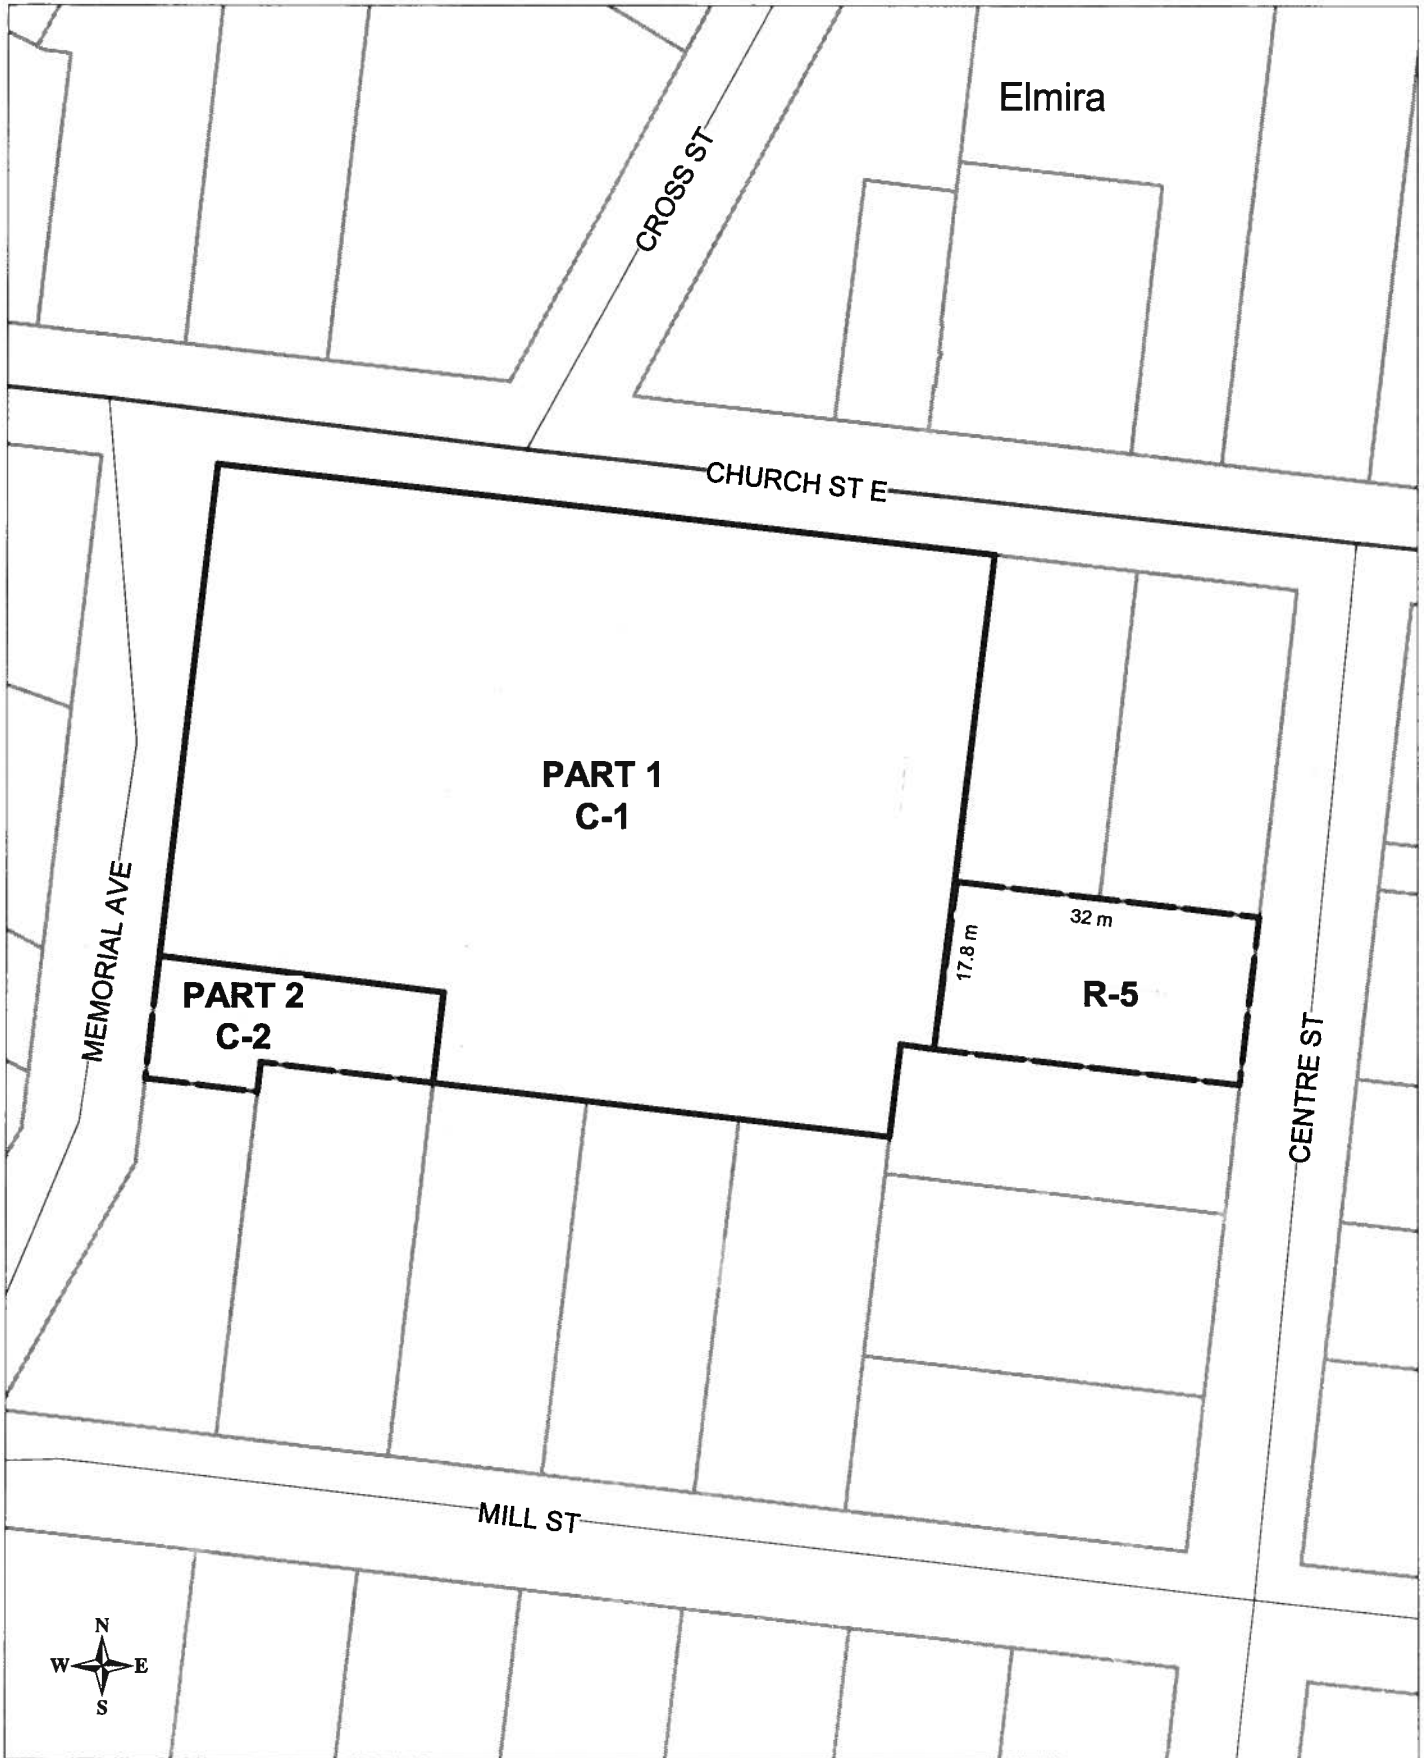 Elmira
CROSS ST
CHURCH ST E
PART 1
C-1
MEMORIAL AVE
32 m
17.8 m
PART 2
C-2
R-5
CENTRE ST
MILL ST
N
W E
S